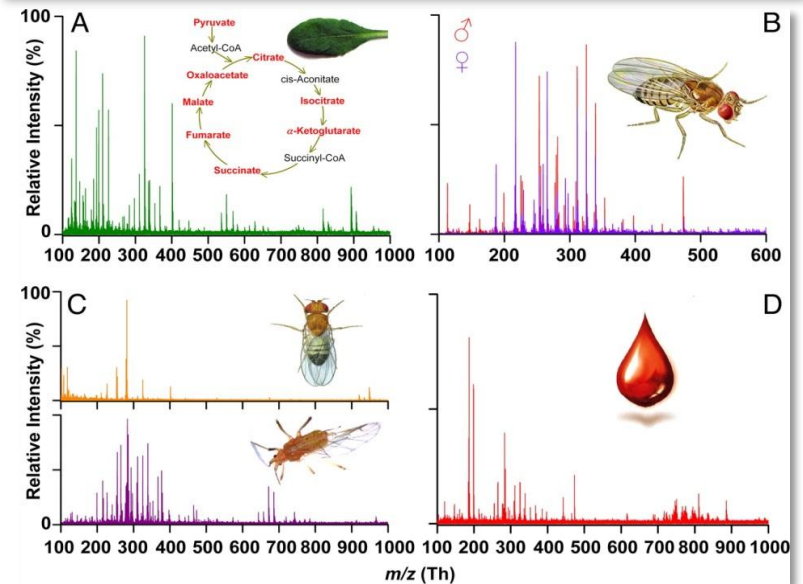 A
100
Relative Intensity (%)
0
100 200 300 400 500 600 700 800 900 1000
Pyruvate
Acetyl-CoA
Citrate
cis-Aconitate
Isocitrate
α-Ketoglutarate
Succinyl-CoA
Succinate
Fumarate
Malate
Oxaloacetate
B
♂
♀
100 200 300 400 500 600
C
100
Relative Intensity (%)
0
100 200 300 400 500 600 700 800 900 1000
D
100 200 300 400 500 600 700 800 900 1000
m/z (Th)